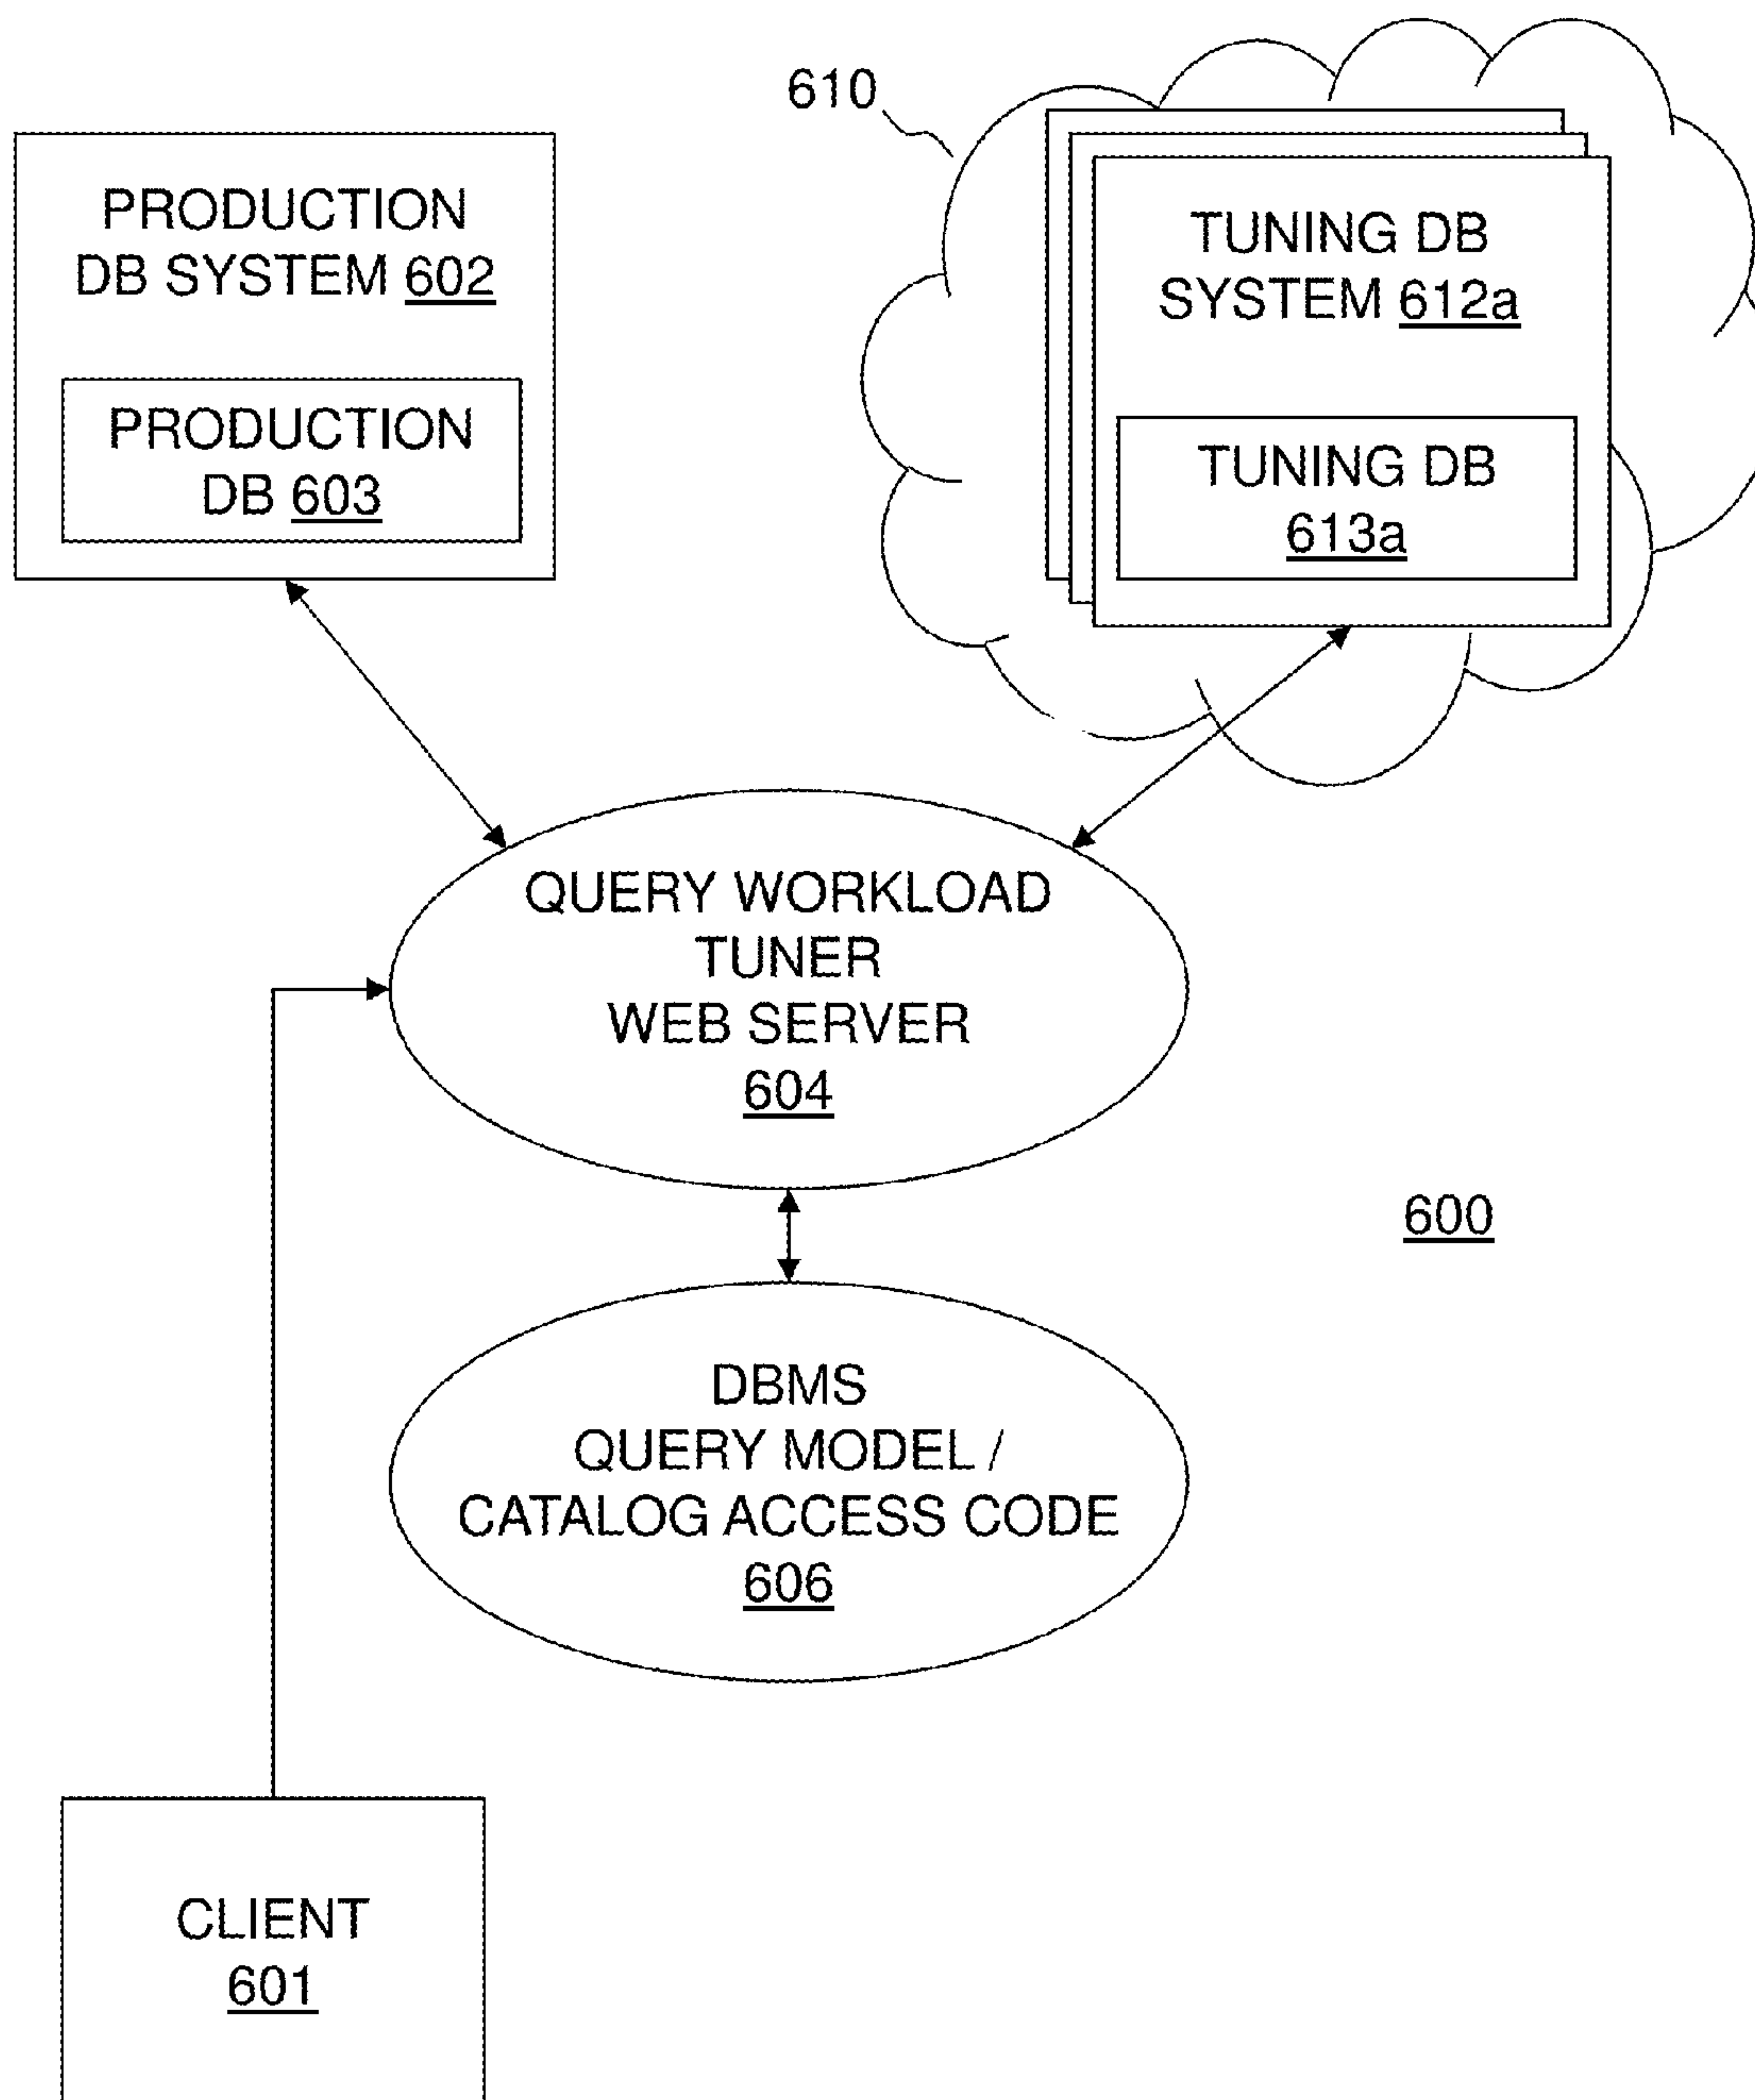 610
PRODUCTION
DB SYSTEM 602
PRODUCTION
DB 603
TUNING DB
SYSTEM 612a
TUNING DB
613a
QUERY WORKLOAD
TUNER
WEB SERVER
604
600
DBMS
QUERY MODEL /
CATALOG ACCESS CODE
606
CLIENT
601